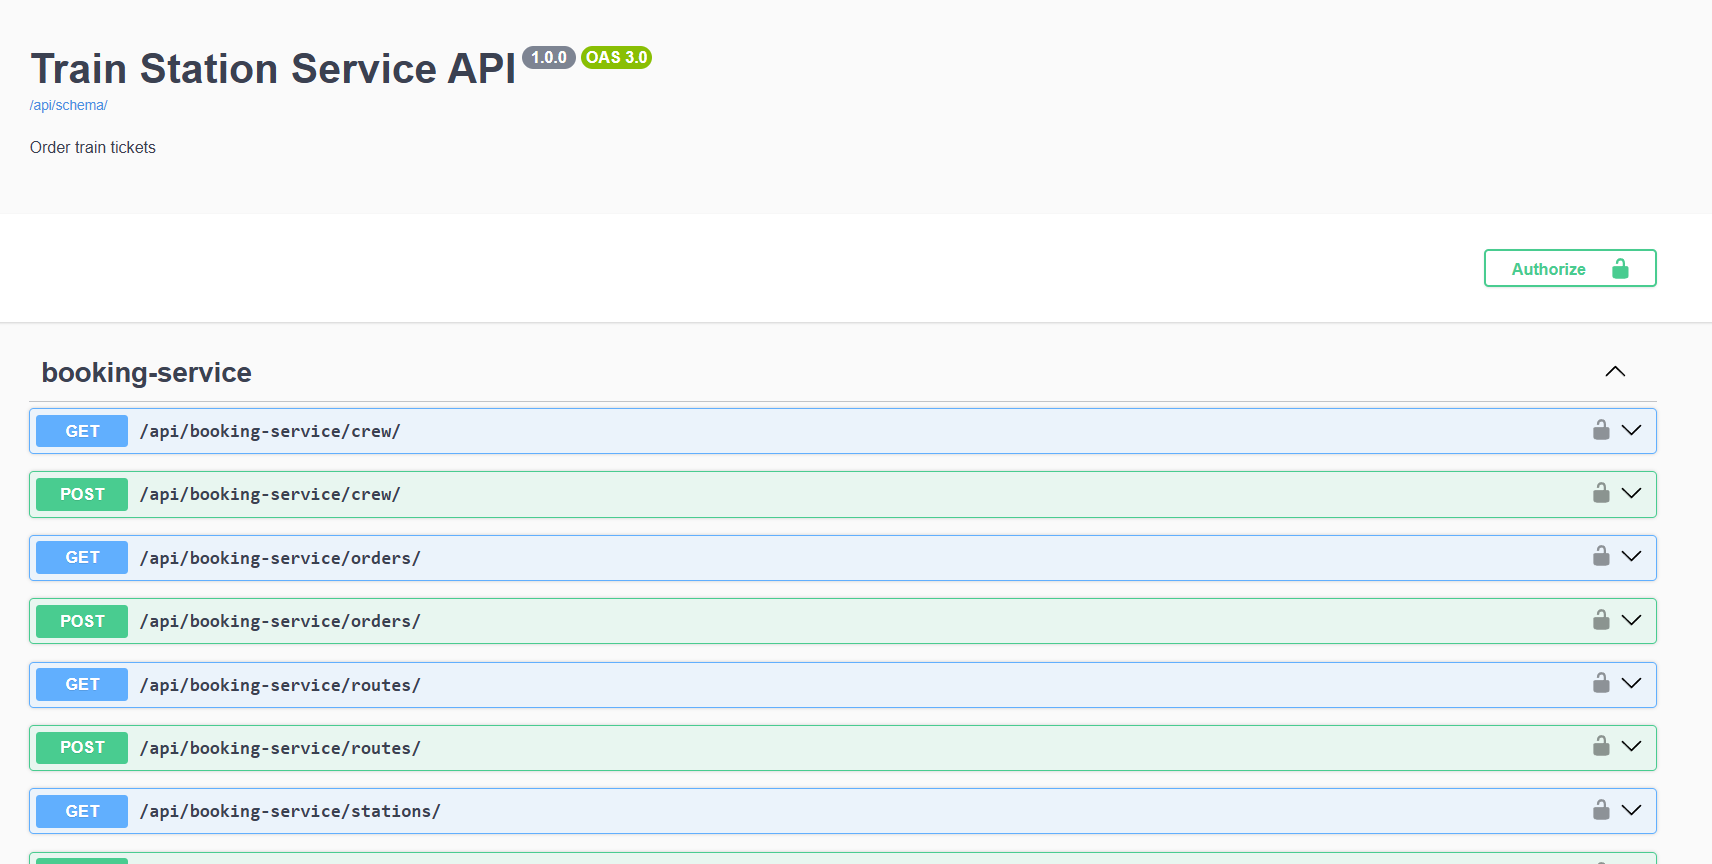 Train Station Service API 1.0.0 OAS 3.0
/api/schema/
Order train tickets
Authorize
booking-service
GET /api/booking-service/crew/
POST /api/booking-service/crew/
GET /api/booking-service/orders/
POST /api/booking-service/orders/
GET /api/booking-service/routes/
POST /api/booking-service/routes/
GET /api/booking-service/stations/